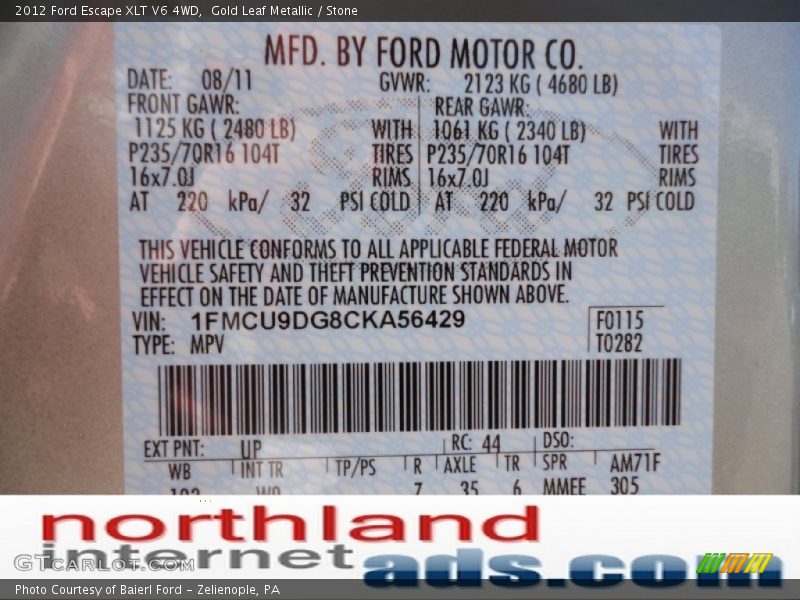 2012 Ford Escape XLT V6 4WD, Gold Leaf Metallic / Stone
MFD. BY FORD MOTOR CO.
DATE: 08/11 GVWR: 2123 KG ( 4680 LB)
FRONT GAWR: REAR GAWR:
1125 KG ( 2480 LB) WITH 1061 KG ( 2340 LB) WITH
P235/70R16 104T TIRES P235/70R16 104T TIRES
16x7.0J RIMS 16x7.0J RIMS
AT 220 kPa/ 32 PSI COLD AT 220 kPa/ 32 PSI COLD
THIS VEHICLE CONFORMS TO ALL APPLICABLE FEDERAL MOTOR
VEHICLE SAFETY AND THEFT PREVENTION STANDARDS IN
EFFECT ON THE DATE OF MANUFACTURE SHOWN ABOVE.
VIN: 1FMCU9DG8CKA56429 F0115
TYPE: MPV T0282
EXT PNT: UP RC: 44 DSO:
WB INT TR TP/PS R AXLE TR SPR AM71F
7 35 6 MMEE 305
northland
internet
ads.com
GTCARLOT.COM
Photo Courtesy of Baierl Ford - Zelienople, PA